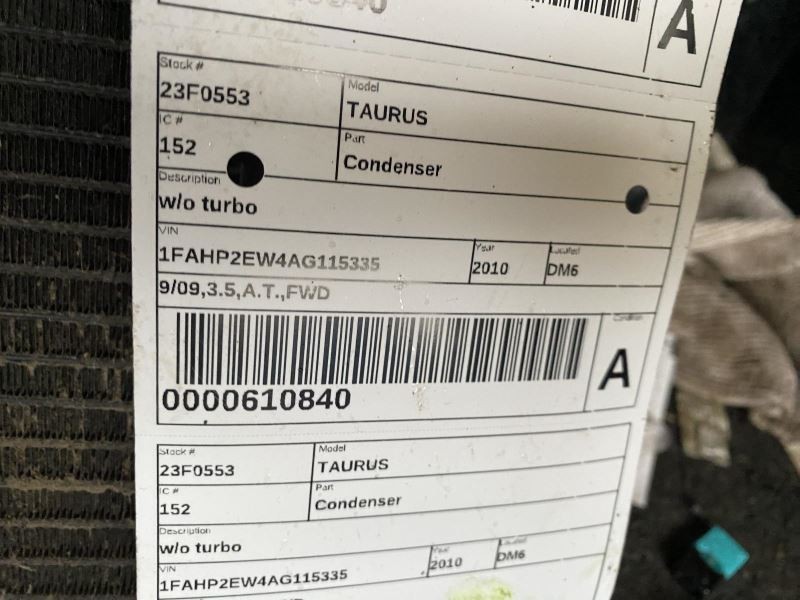 A
Stock # Model
23F0553 TAURUS
IC # Part
152 Condenser
Description
w/o turbo
VIN Year Located
1FAHP2EW4AG115335 2010 DM6
9/09,3.5,A.T.,FWD
Condition
A
0000610840
Stock # Model
23F0553 TAURUS
IC # Part
152 Condenser
Description
w/o turbo
VIN Year Located
1FAHP2EW4AG115335 2010 DM6